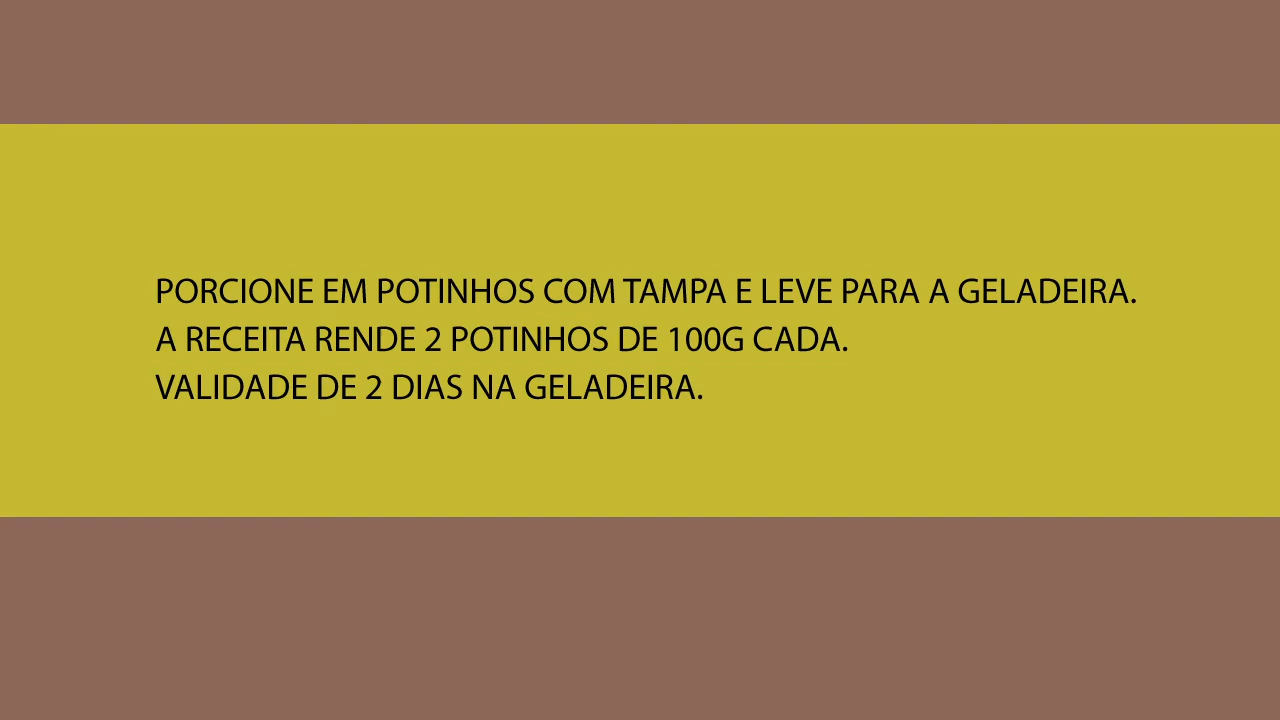 PORCIONE EM POTINHOS COM TAMPA E LEVE PARA A GELADEIRA.
A RECEITA RENDE 2 POTINHOS DE 100G CADA.
VALIDADE DE 2 DIAS NA GELADEIRA.